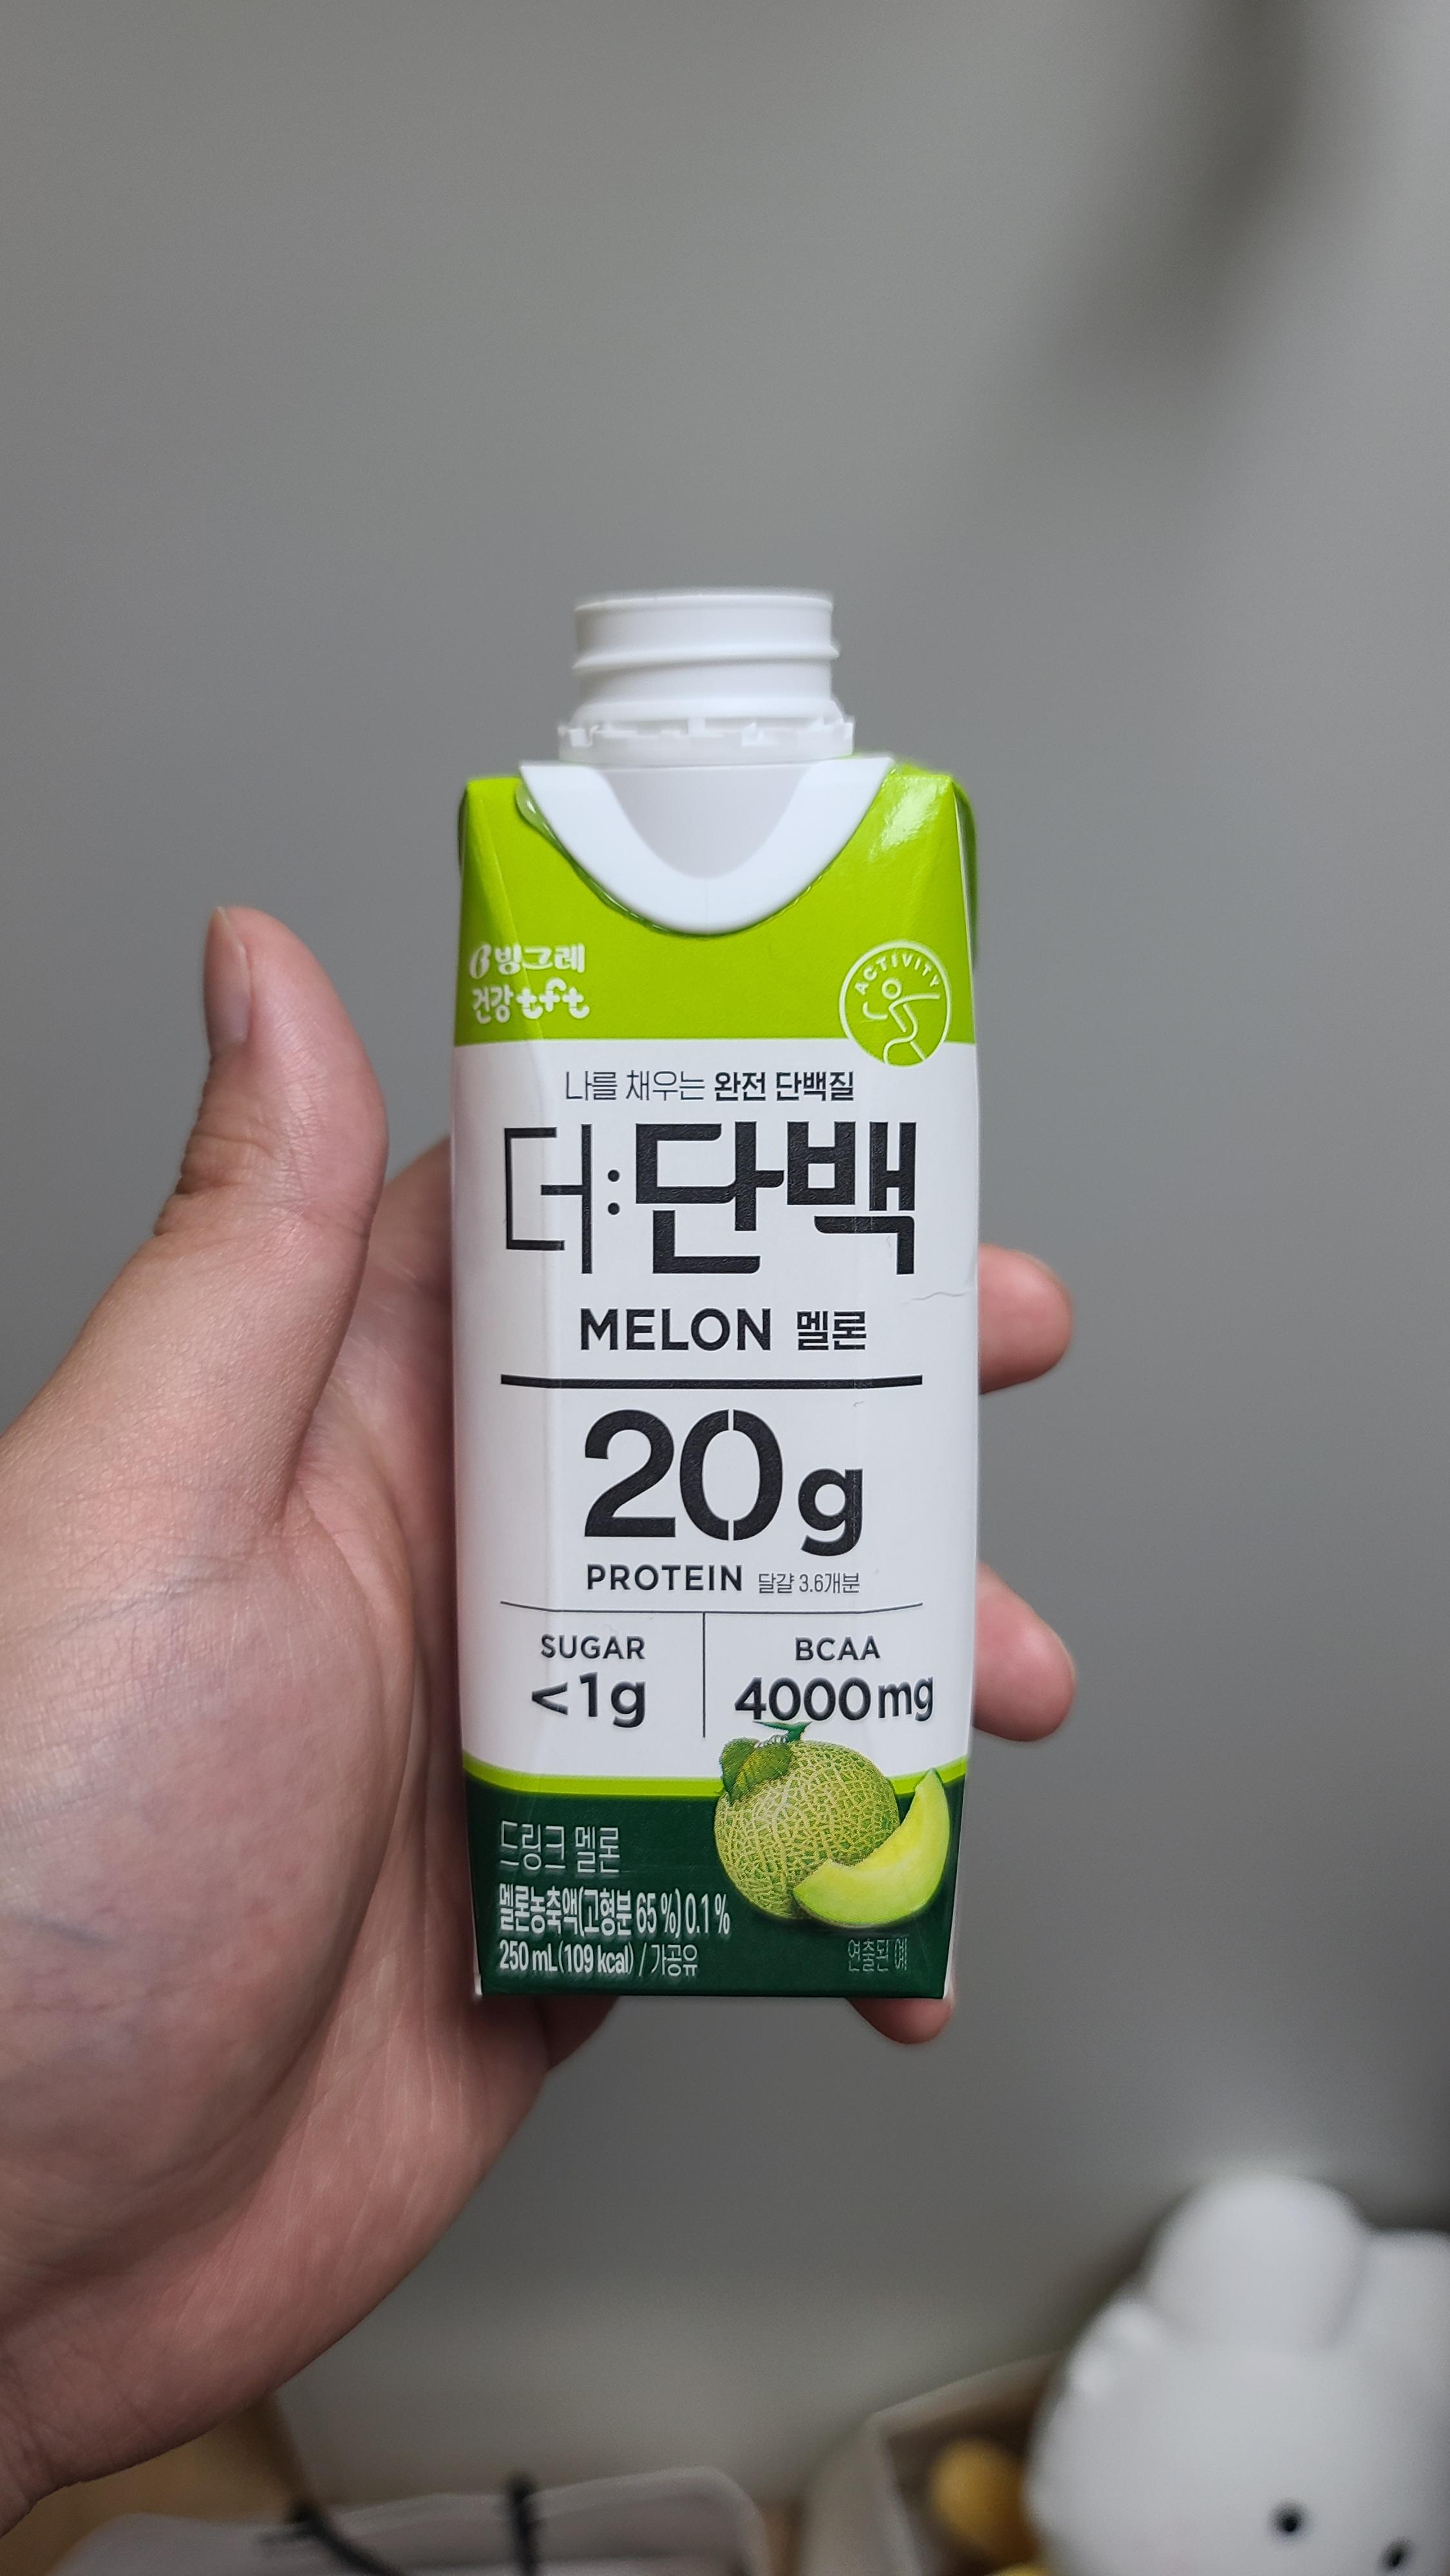 빙그레
건강 tft
ACTIVITY
나를 채우는 완전 단백질
더:단백
MELON 멜론
20g
PROTEIN 달걀 3.6개분
SUGAR
<1g
BCAA
4000mg
드링크 멜론
멜론농축액(고형분 65 %) 0.1 %
250 mL(109 kcal) / 가공유
연출된 예